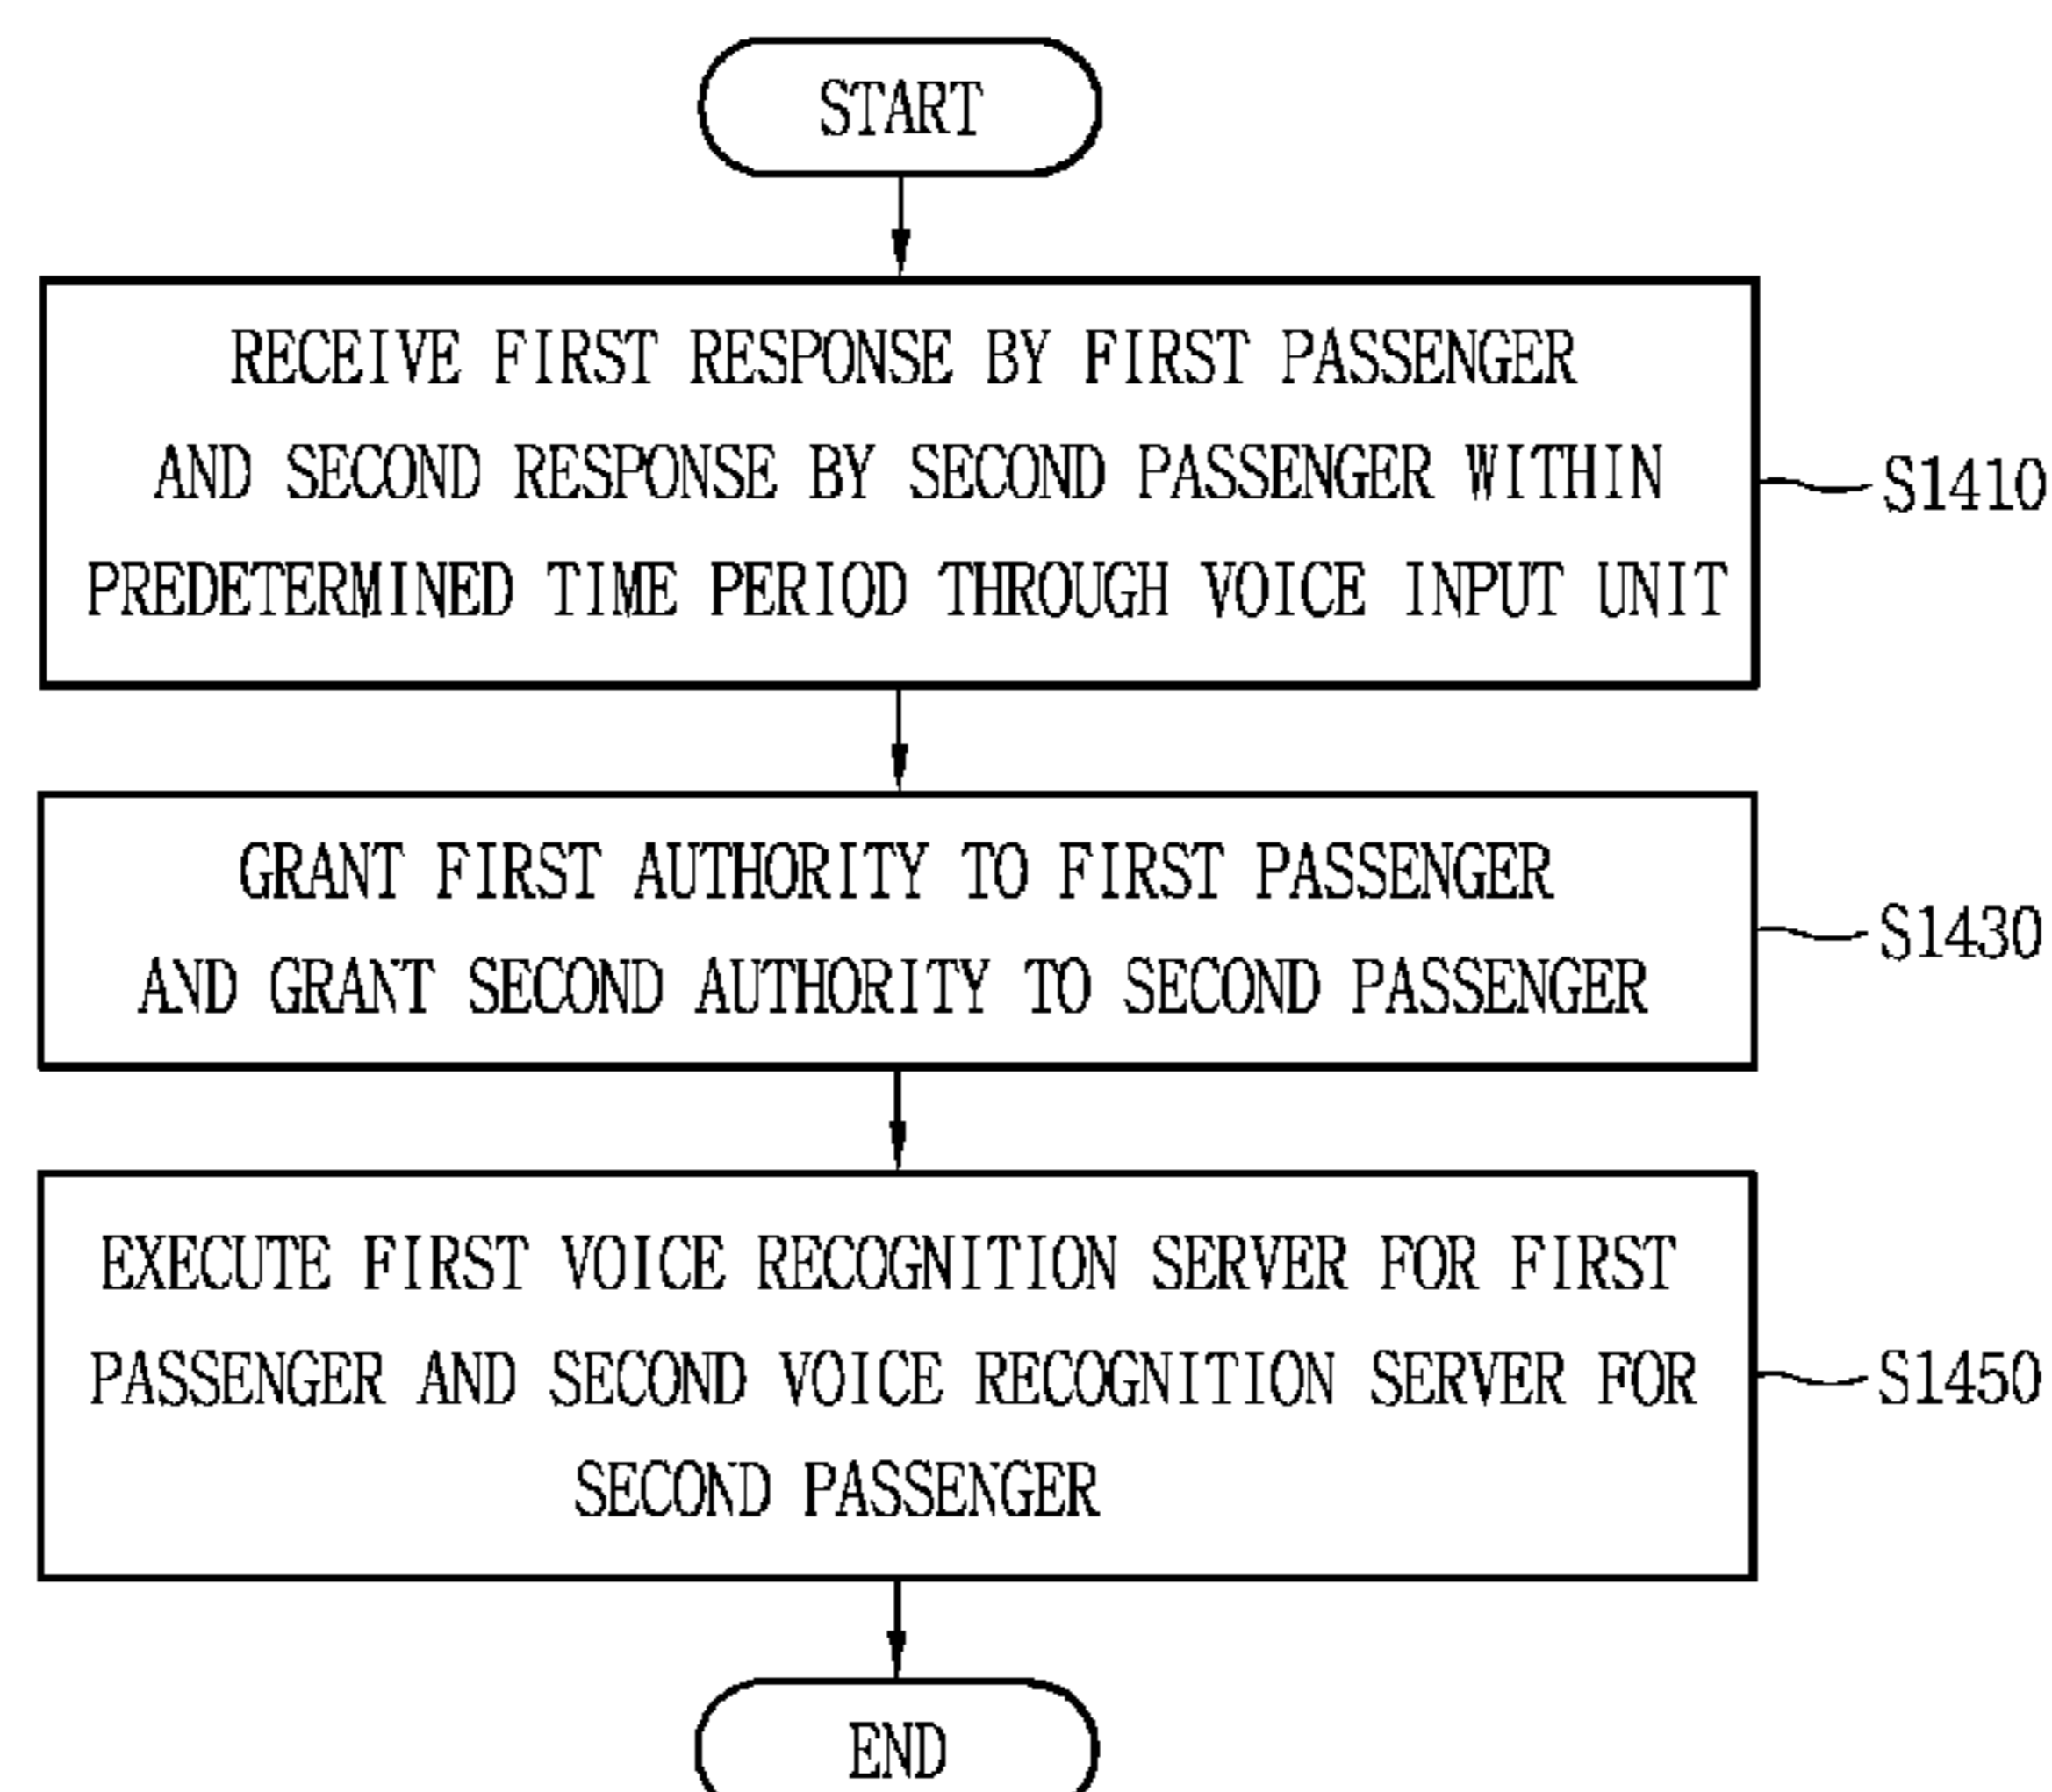 START
RECEIVE FIRST RESPONSE BY FIRST PASSENGER
AND SECOND RESPONSE BY SECOND PASSENGER WITHIN
PREDETERMINED TIME PERIOD THROUGH VOICE INPUT UNIT
S1410
GRANT FIRST AUTHORITY TO FIRST PASSENGER
AND GRANT SECOND AUTHORITY TO SECOND PASSENGER
S1430
EXECUTE FIRST VOICE RECOGNITION SERVER FOR FIRST
PASSENGER AND SECOND VOICE RECOGNITION SERVER FOR
SECOND PASSENGER
S1450
END